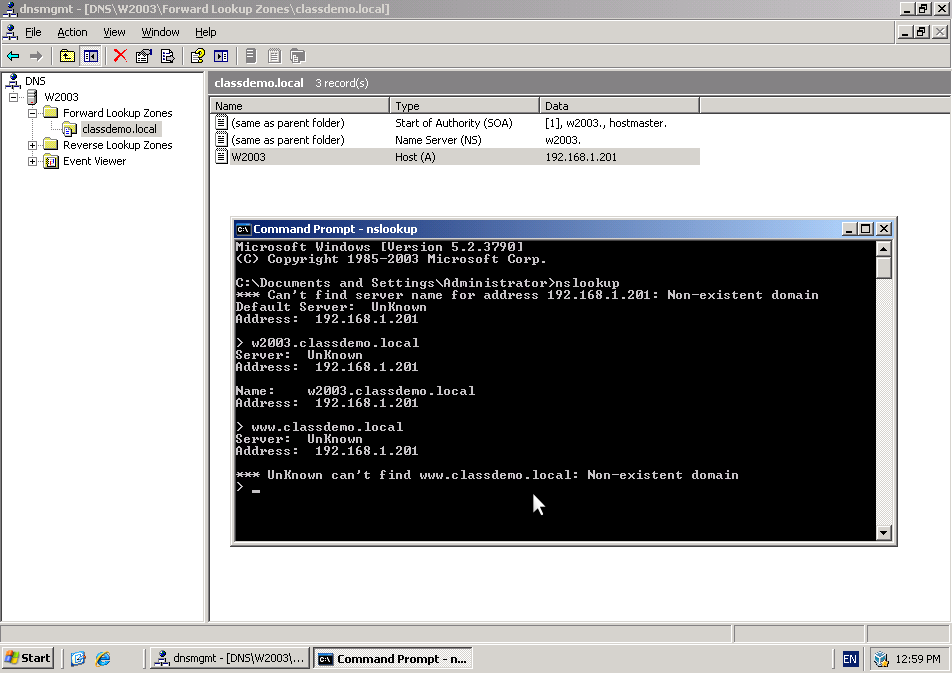 dnsmgmt - [DNS\W2003\Forward Lookup Zones\classdemo.local]
File Action View Window Help
DNS
W2003
Forward Lookup Zones
classdemo.local
Reverse Lookup Zones
Event Viewer
classdemo.local 3 record(s)
Name Type Data
(same as parent folder) Start of Authority (SOA) [1], w2003., hostmaster.
(same as parent folder) Name Server (NS) w2003.
W2003 Host (A) 192.168.1.201
Command Prompt - nslookup
Microsoft Windows [Version 5.2.3790]
(C) Copyright 1985-2003 Microsoft Corp.
C:\Documents and Settings\Administrator>nslookup
*** Can't find server name for address 192.168.1.201: Non-existent domain
Default Server:  UnKnown
Address:  192.168.1.201
> w2003.classdemo.local
Server:  UnKnown
Address:  192.168.1.201
Name:    w2003.classdemo.local
Address:  192.168.1.201
> www.classdemo.local
Server:  UnKnown
Address:  192.168.1.201
*** UnKnown can't find www.classdemo.local: Non-existent domain
> _
Start dnsmgmt - [DNS\W2003\... Command Prompt - n... EN 12:59 PM